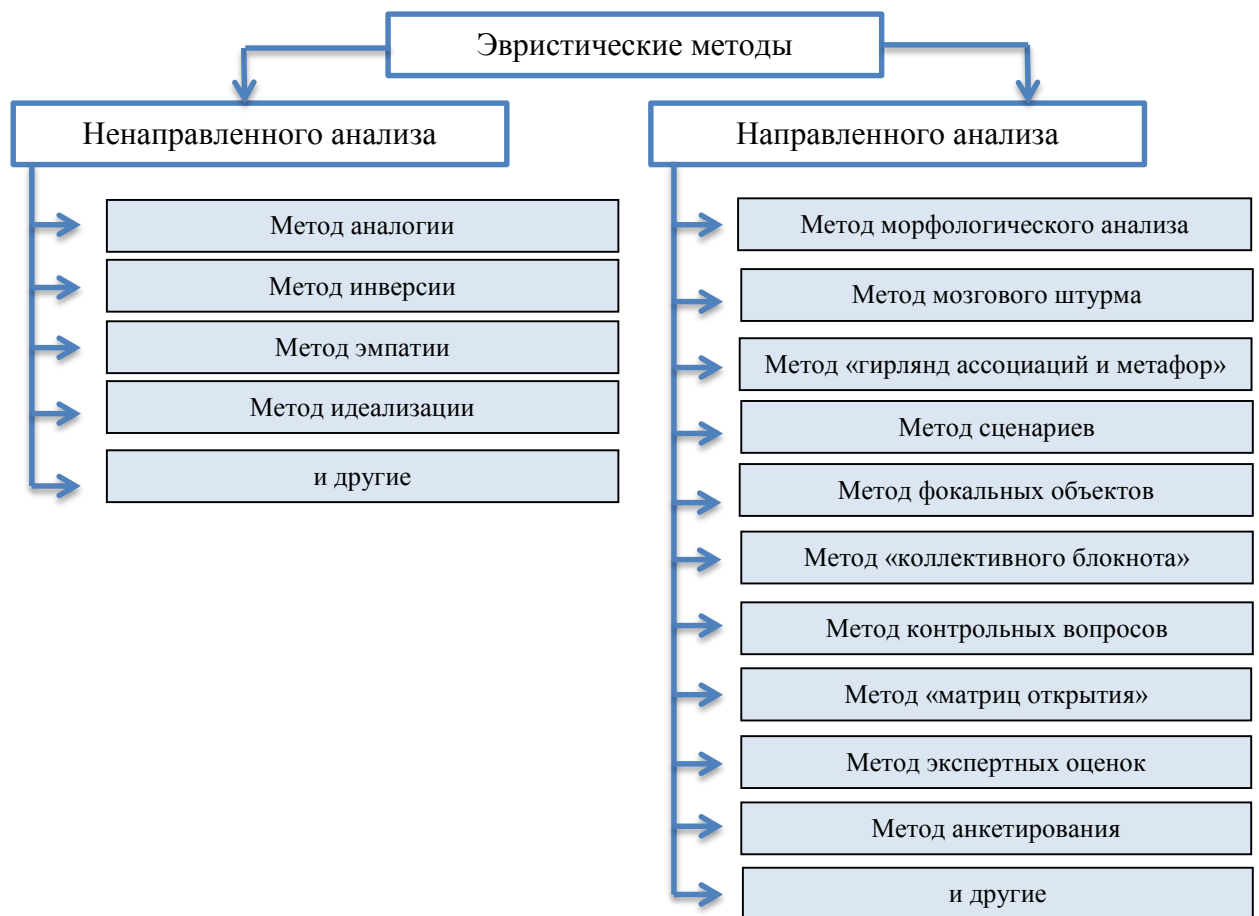 Эвристические методы
Ненаправленного анализа
Метод аналогии
Метод инверсии
Метод эмпатии
Метод идеализации
и другие
Направленного анализа
Метод морфологического анализа
Метод мозгового штурма
Метод «гирлянд ассоциаций и метафор»
Метод сценариев
Метод фокальных объектов
Метод «коллективного блокнота»
Метод контрольных вопросов
Метод «матриц открытия»
Метод экспертных оценок
Метод анкетирования
и другие